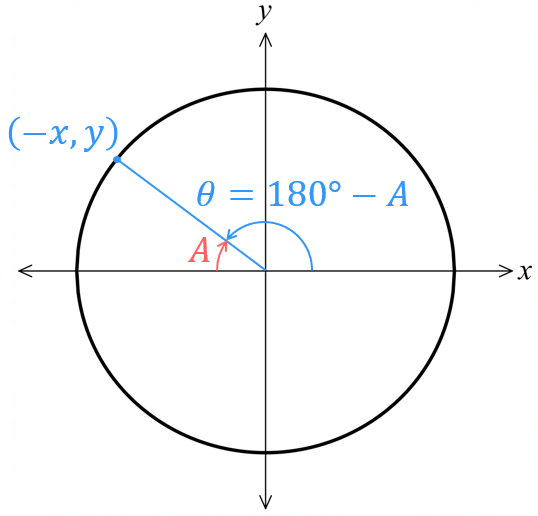 y
(−x, y)
θ = 180° − A
A
x